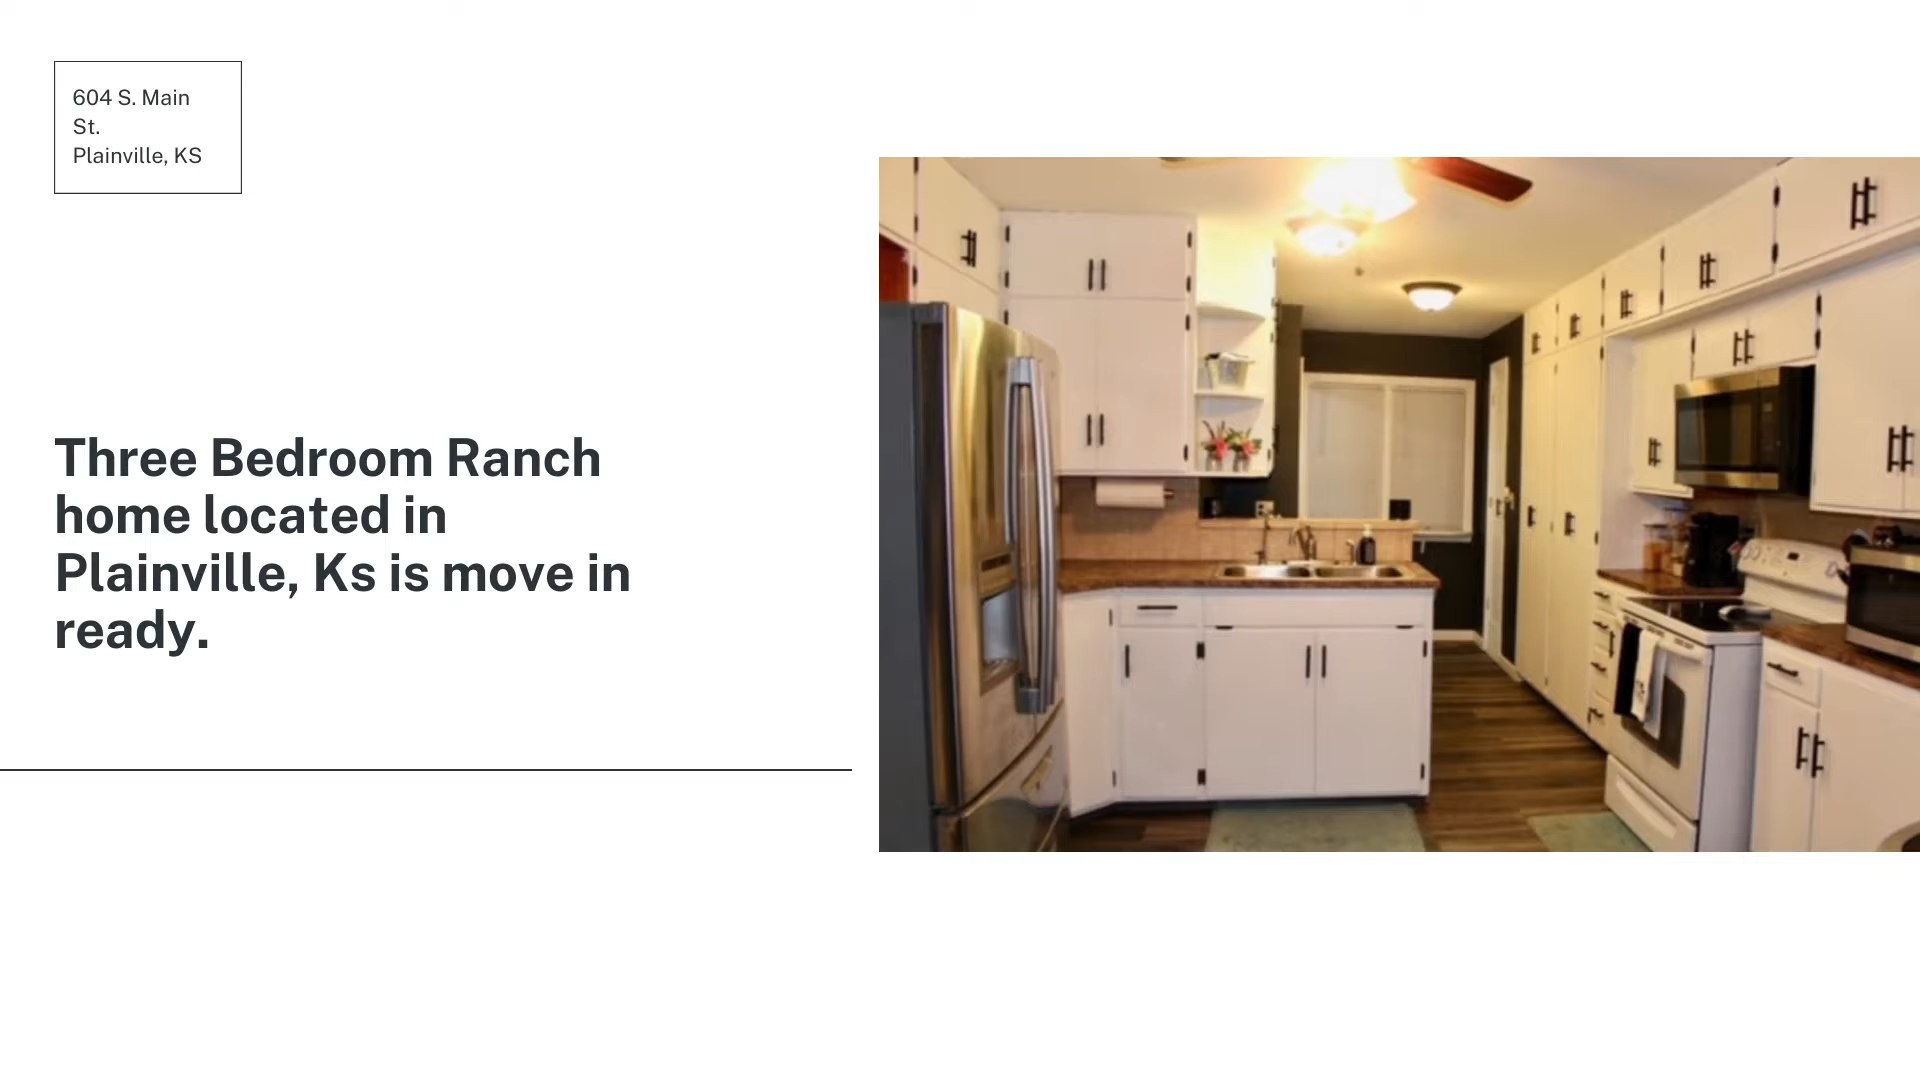 604 S. Main
St.
Plainville, KS
Three Bedroom Ranch
home located in
Plainville, Ks is move in
ready.